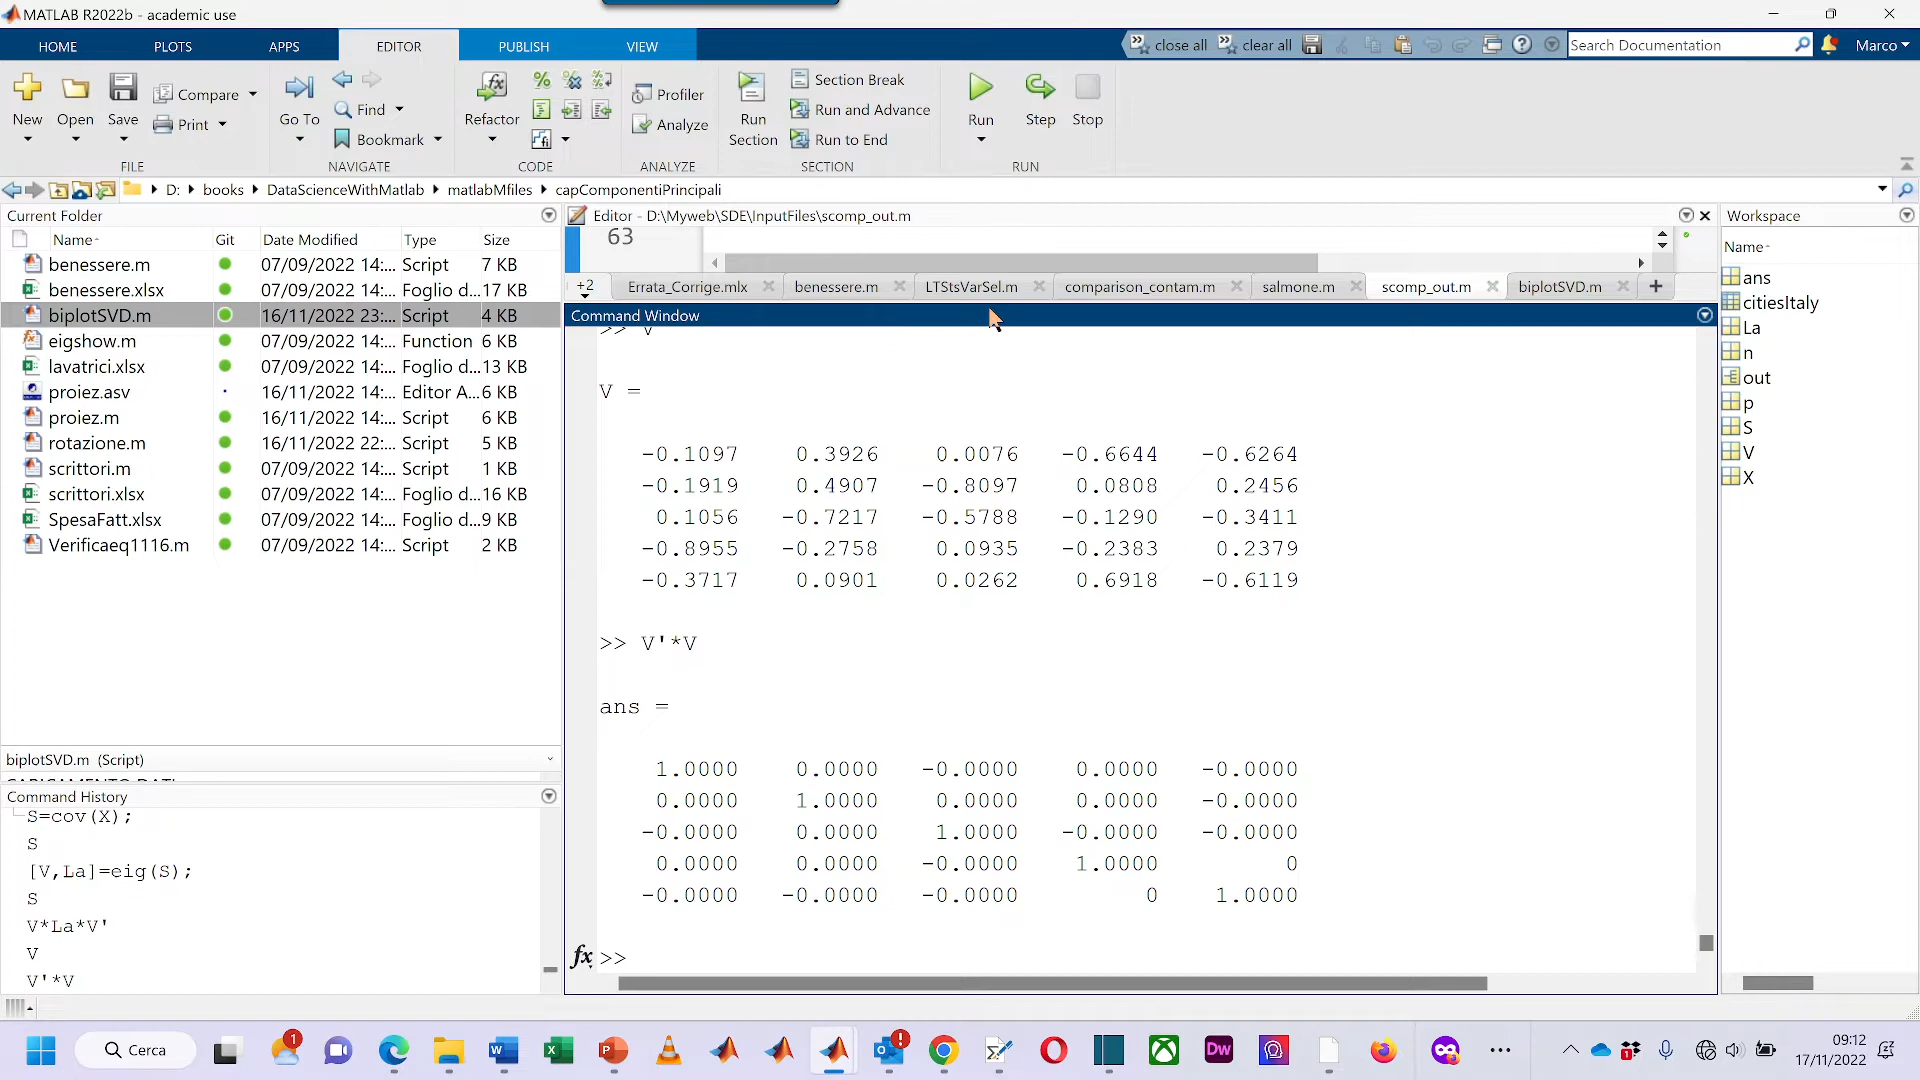 MATLAB R2022b - academic use
HOME PLOTS APPS EDITOR PUBLISH VIEW close all clear all Search Documentation Marco
New Open Save Compare Print Go To Find Bookmark Refactor Profiler Analyze Run Section Section Break Run and Advance Run to End Run Step Stop
FILE NAVIGATE CODE ANALYZE SECTION RUN
D: books DataScienceWithMatlab matlabMfiles capComponentiPrincipali
Current Folder
Name Git Date Modified Type Size
benessere.m 07/09/2022 14:... Script 7 KB
benessere.xlsx 07/09/2022 14:... Foglio d...17 KB
biplotSVD.m 16/11/2022 23:... Script 4 KB
eigshow.m 07/09/2022 14:... Function 6 KB
lavatrici.xlsx 07/09/2022 14:... Foglio d...13 KB
proiez.asv 16/11/2022 14:... Editor A...6 KB
proiez.m 16/11/2022 14:... Script 6 KB
rotazione.m 16/11/2022 22:... Script 5 KB
scrittori.m 07/09/2022 14:... Script 1 KB
scrittori.xlsx 07/09/2022 14:... Foglio d...16 KB
SpesaFatt.xlsx 07/09/2022 14:... Foglio d...9 KB
Verificaeq1116.m 07/09/2022 14:... Script 2 KB
biplotSVD.m (Script)
Command History
S=cov(X);
S
[V,La]=eig(S);
S
V*La*V'
V
V'*V
Editor - D:\Myweb\SDE\InputFiles\scomp_out.m
63
+2 Errata_Corrige.mlx benessere.m LTStsVarSel.m comparison_contam.m salmone.m scomp_out.m biplotSVD.m
Command Window
>> V
V =
-0.1097 0.3926 0.0076 -0.6644 -0.6264
-0.1919 0.4907 -0.8097 0.0808 0.2456
0.1056 -0.7217 -0.5788 -0.1290 -0.3411
-0.8955 -0.2758 0.0935 -0.2383 0.2379
-0.3717 0.0901 0.0262 0.6918 -0.6119
>> V'*V
ans =
1.0000 0.0000 -0.0000 0.0000 -0.0000
0.0000 1.0000 0.0000 0.0000 -0.0000
-0.0000 0.0000 1.0000 -0.0000 -0.0000
0.0000 0.0000 -0.0000 1.0000 0
-0.0000 -0.0000 -0.0000 0 1.0000
fx >>
Workspace
Name
ans
citiesItaly
La
n
out
p
S
V
X
Cerca
09:12
17/11/2022